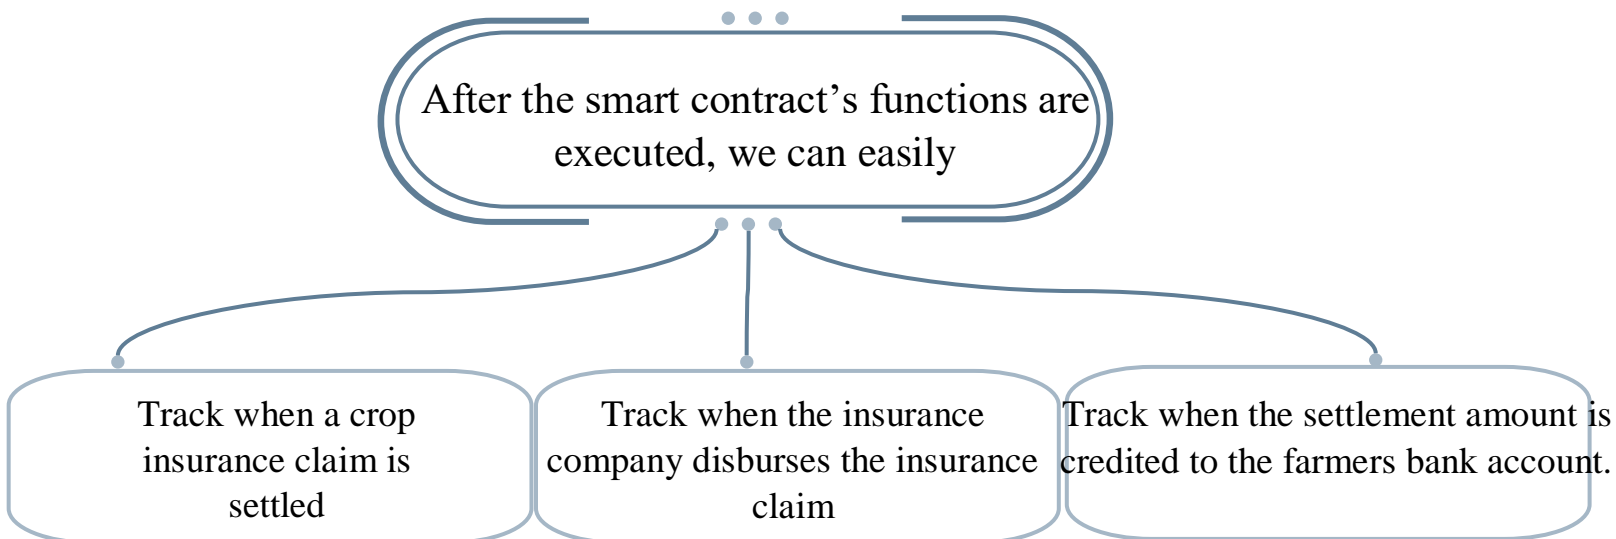 After the smart contract’s functions are
executed, we can easily
Track when a crop
insurance claim is
settled
Track when the insurance
company disburses the insurance
claim
Track when the settlement amount is
credited to the farmers bank account.